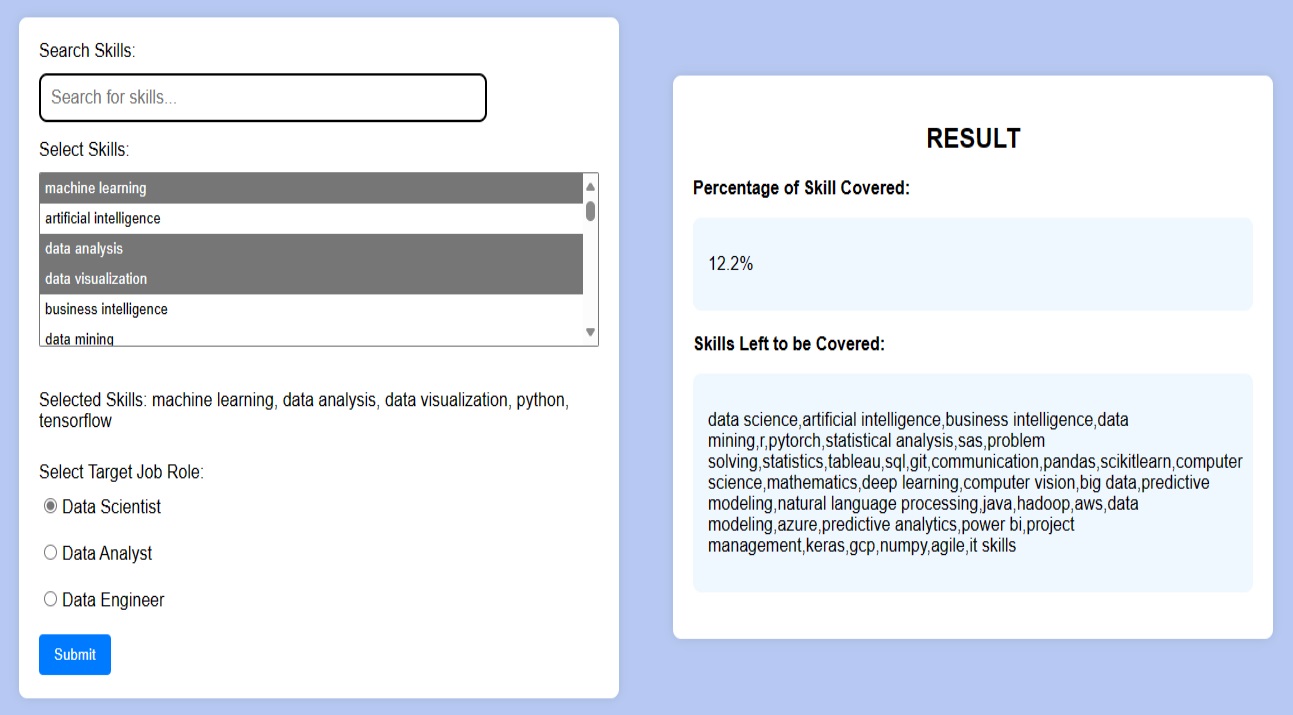 Search Skills:
Search for skills...
Select Skills:
machine learning
artificial intelligence
data analysis
data visualization
business intelligence
data mining
Selected Skills: machine learning, data analysis, data visualization, python,
tensorflow
Select Target Job Role:
Data Scientist
Data Analyst
Data Engineer
Submit
RESULT
Percentage of Skill Covered:
12.2%
Skills Left to be Covered:
data science,artificial intelligence,business intelligence,data
mining,r,pytorch,statistical analysis,sas,problem
solving,statistics,tableau,sql,git,communication,pandas,scikitlearn,computer
science,mathematics,deep learning,computer vision,big data,predictive
modeling,natural language processing,java,hadoop,aws,data
modeling,azure,predictive analytics,power bi,project
management,keras,gcp,numpy,agile,it skills